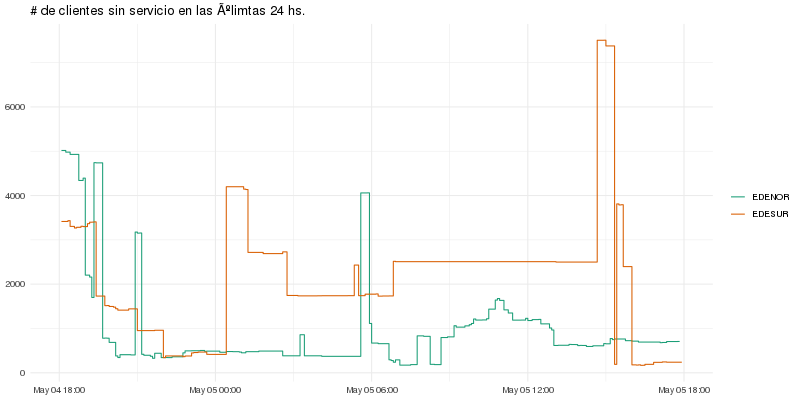 # de clientes sin servicio en las Ãºlimtas 24 hs.
6000
4000
2000
0
May 04 18:00
May 05 00:00
May 05 06:00
May 05 12:00
May 05 18:00
EDENOR
EDESUR